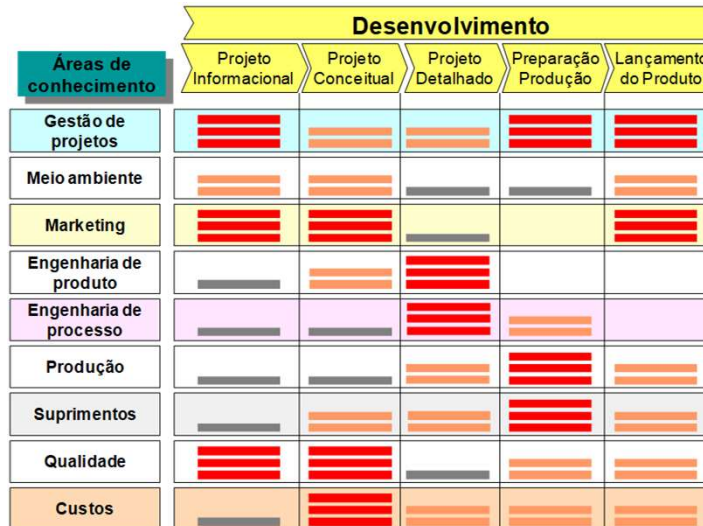 Desenvolvimento
Áreas de
conhecimento
Projeto
Informacional
Projeto
Conceitual
Projeto
Detalhado
Preparação
Produção
Lançamento
do Produto
Gestão de
projetos
Meio ambiente
Marketing
Engenharia de
produto
Engenharia de
processo
Produção
Suprimentos
Qualidade
Custos